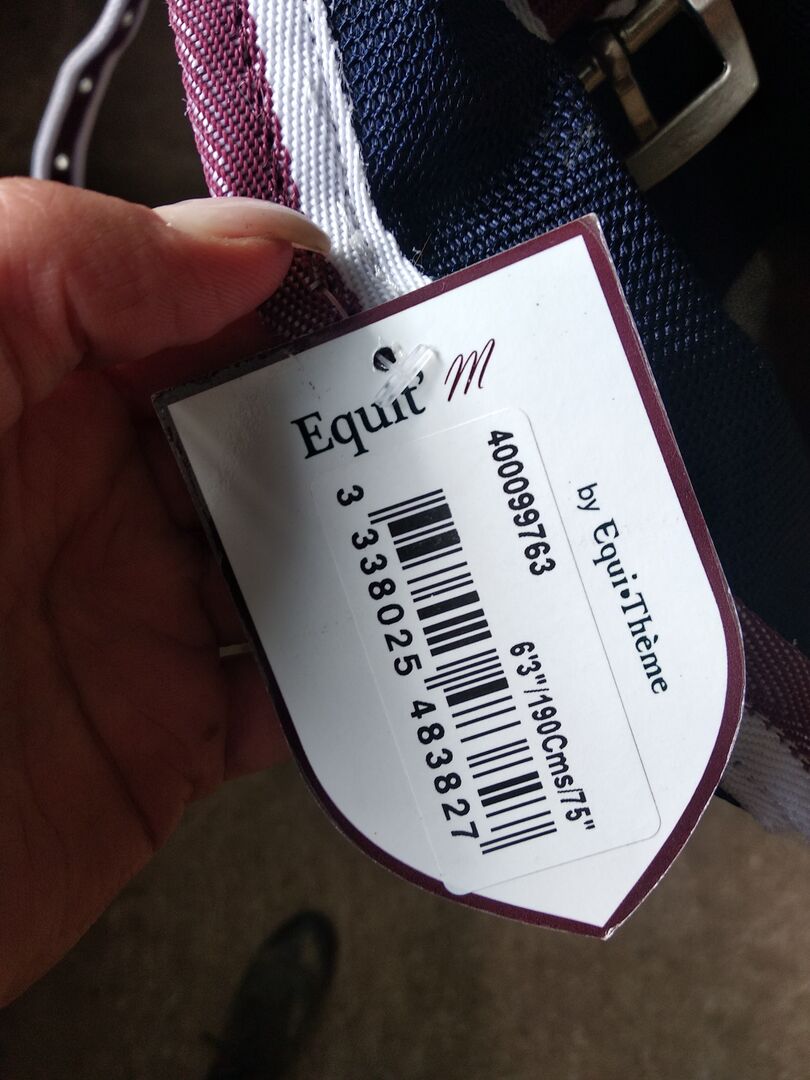 Equit' M
by Equi•Thème
400099763
6'3"/190Cms/75"
3 338025 483827